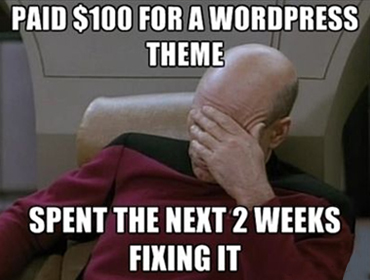 PAID $100 FOR A WORDPRESS
THEME
SPENT THE NEXT 2 WEEKS
FIXING IT